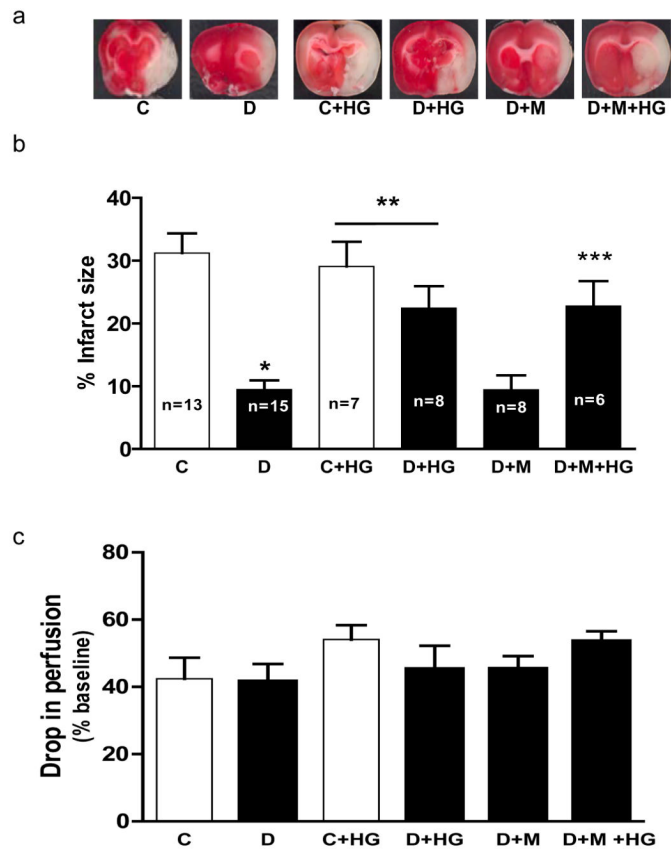 a
C D C+HG D+HG D+M D+M+HG
b
% Infarct size
40
30
20
10
0
**
***
*
n=13 n=15 n=7 n=8 n=8 n=6
C D C+HG D+HG D+M D+M+HG
c
Drop in perfusion
(% baseline)
80
60
40
20
0
C D C+HG D+HG D+M D+M +HG